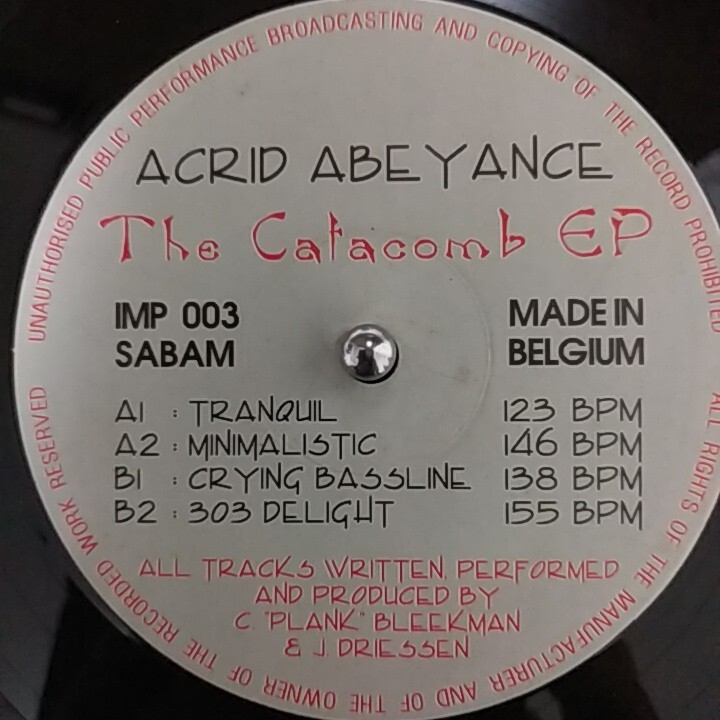 ACRID ABEYANCE
The Catacomb EP
IMP 003
SABAM
MADE IN
BELGIUM
A1 : TRANQUIL 123 BPM
A2 : MINIMALISTIC 146 BPM
B1 : CRYING BASSLINE 138 BPM
B2 : 303 DELIGHT 155 BPM
ALL TRACKS WRITTEN, PERFORMED
AND PRODUCED BY
C. "PLANK" BLEEKMAN
& J. DRIESSEN
UNAUTHORISED PUBLIC PERFORMANCE BROADCASTING AND COPYING OF THE RECORD PROHIBITED
ALL RIGHTS OF THE MANUFACTURER AND OF THE OWNER OF THE RECORDED WORK RESERVED